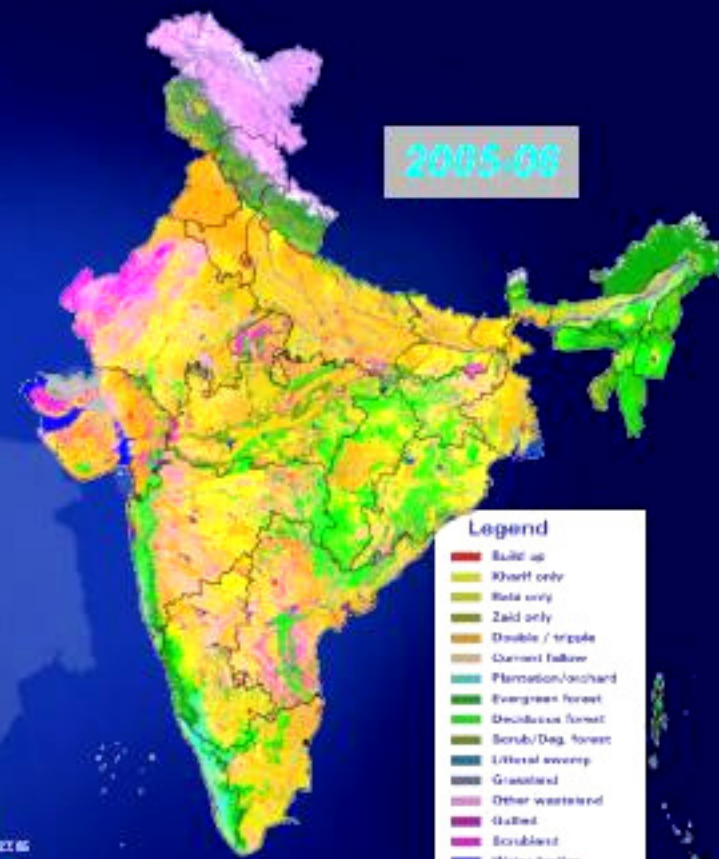 2005-06
Legend
Build up
Kharif only
Rabi only
Zaid only
Double / tripple
Current fallow
Plantation/orchard
Evergreen forest
Deciduous forest
Scrub/Deg. forest
Littoral swamp
Grassland
Other wasteland
Gullied
Scrubland